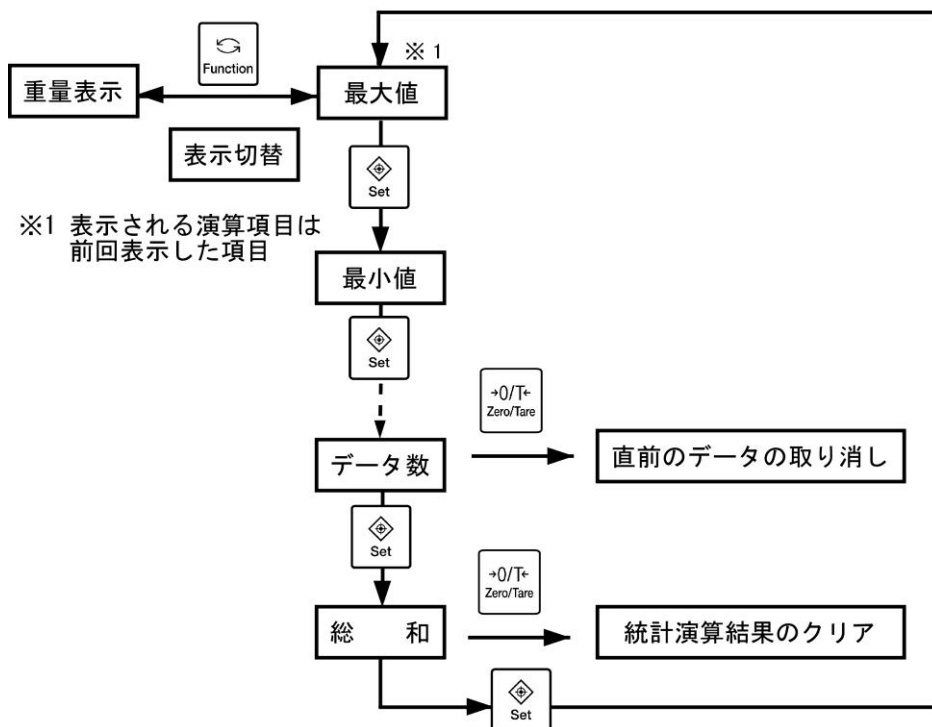 ※ 1
Function
重量表示
最大値
表示切替
Set
※1 表示される演算項目は
前回表示した項目
最小値
Set
→0/T←
Zero/Tare
データ数
直前のデータの取り消し
Set
→0/T←
Zero/Tare
総　和
統計演算結果のクリア
Set